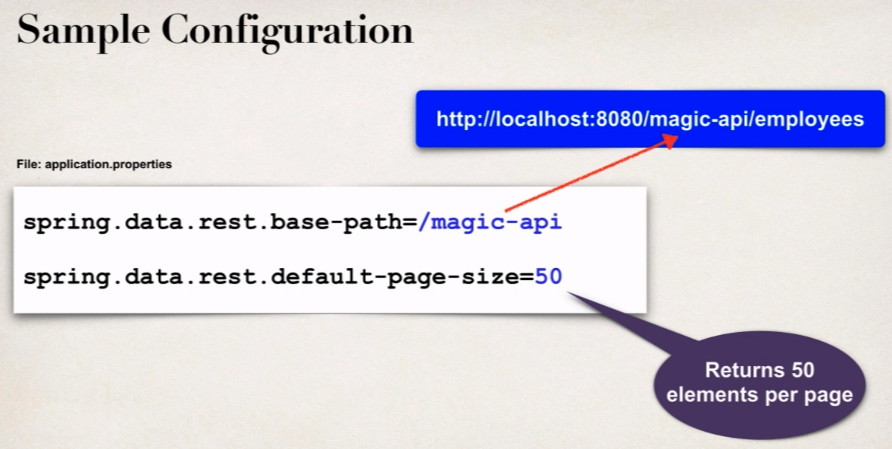 Sample Configuration
http://localhost:8080/magic-api/employees
File: application.properties
spring.data.rest.base-path=/magic-api
spring.data.rest.default-page-size=50
Returns 50
elements per page